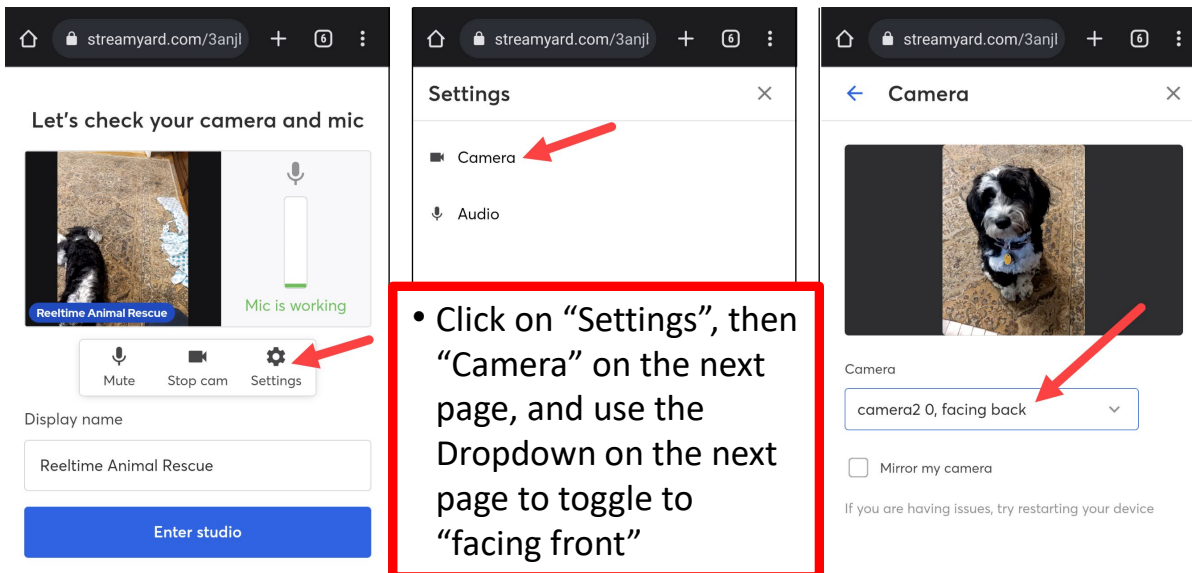 streamyard.com/3anjl
6
Let's check your camera and mic
Reeltime Animal Rescue
Mic is working
Mute
Stop cam
Settings
Display name
Reeltime Animal Rescue
Enter studio
streamyard.com/3anjl
6
Settings
Camera
Audio
• Click on “Settings”, then
“Camera” on the next
page, and use the
Dropdown on the next
page to toggle to
“facing front”
streamyard.com/3anjl
6
Camera
Camera
camera2 0, facing back
Mirror my camera
If you are having issues, try restarting your device